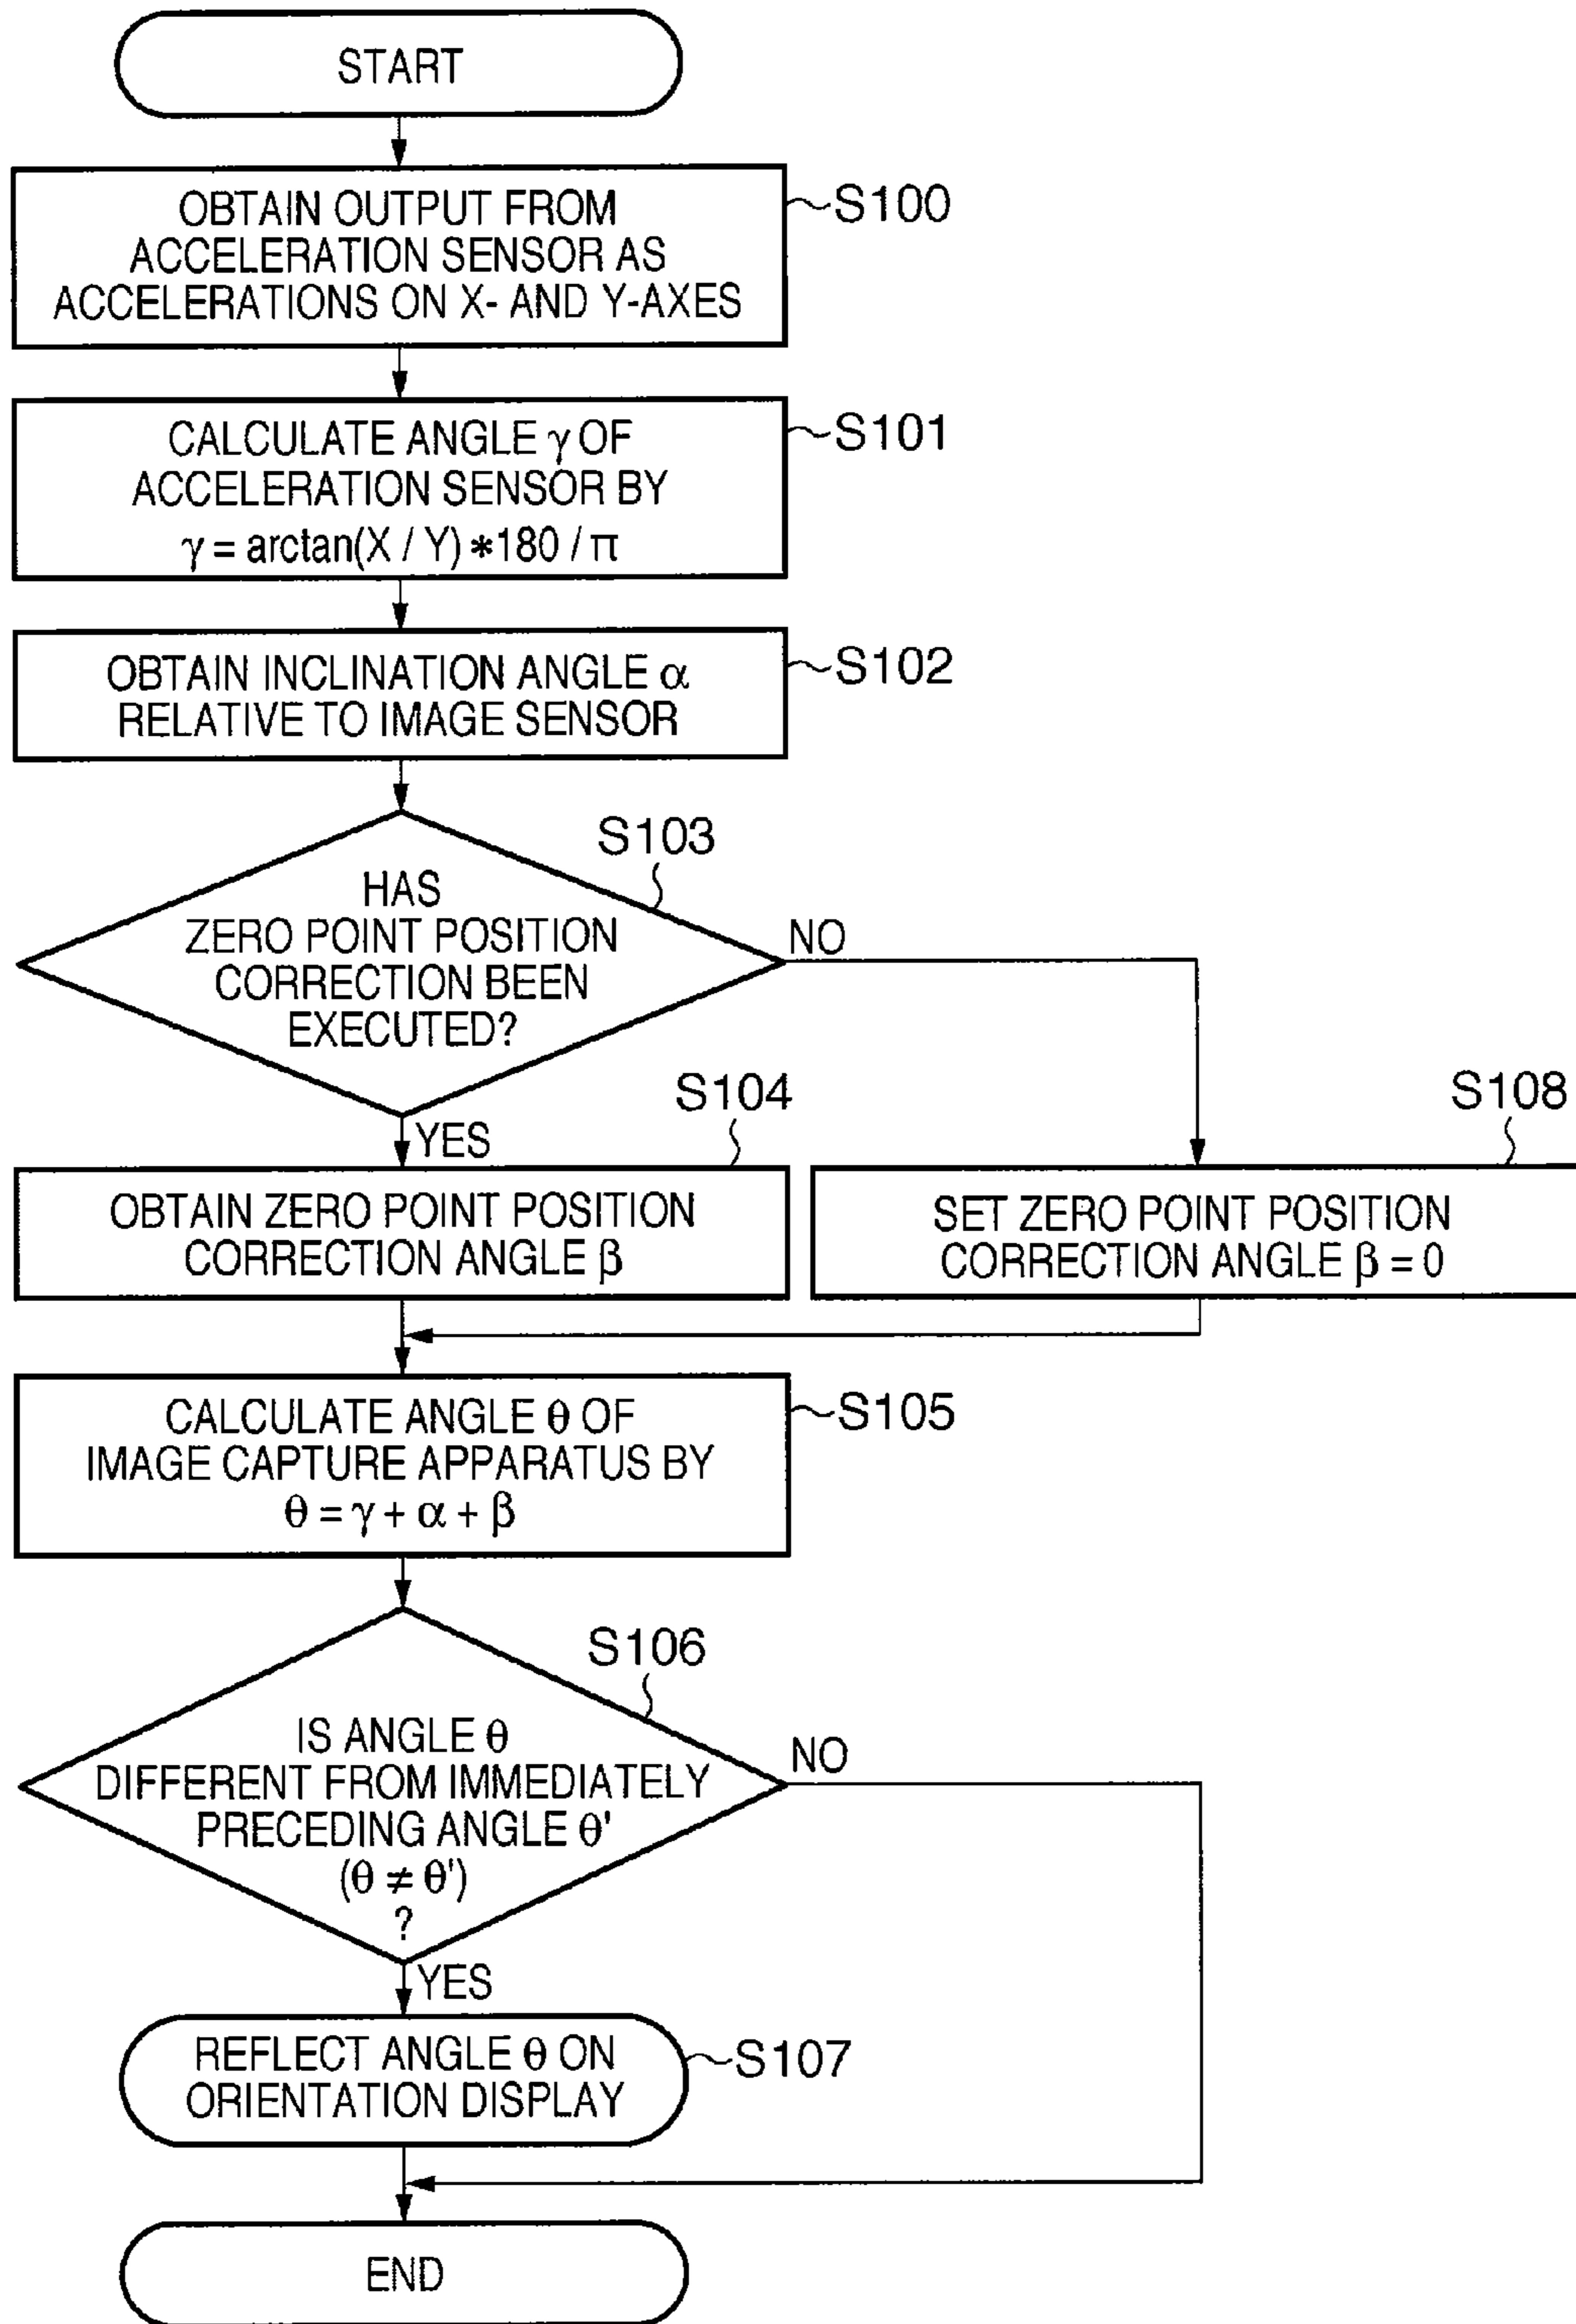 START
OBTAIN OUTPUT FROM
ACCELERATION SENSOR AS
ACCELERATIONS ON X- AND Y-AXES
S100
CALCULATE ANGLE γ OF
ACCELERATION SENSOR BY
γ = arctan(X / Y) *180 / π
S101
OBTAIN INCLINATION ANGLE α
RELATIVE TO IMAGE SENSOR
S102
S103
HAS
ZERO POINT POSITION
CORRECTION BEEN
EXECUTED?
NO
YES
S104
OBTAIN ZERO POINT POSITION
CORRECTION ANGLE β
S108
SET ZERO POINT POSITION
CORRECTION ANGLE β = 0
CALCULATE ANGLE θ OF
IMAGE CAPTURE APPARATUS BY
θ = γ + α + β
S105
S106
IS ANGLE θ
DIFFERENT FROM IMMEDIATELY
PRECEDING ANGLE θ'
(θ ≠ θ')
?
NO
YES
REFLECT ANGLE θ ON
ORIENTATION DISPLAY
S107
END